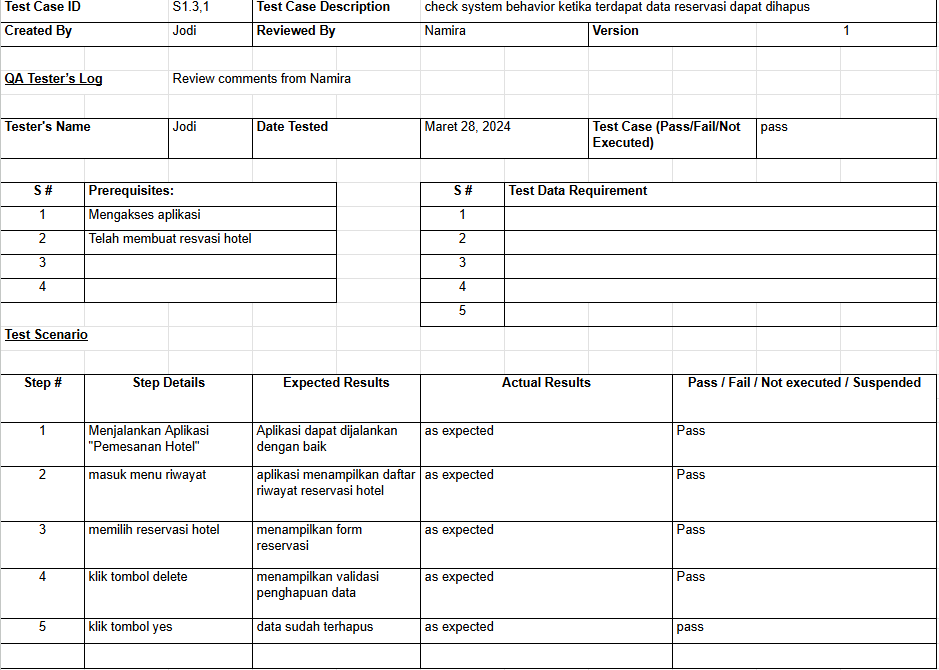 Test Case ID S1.3,1 Test Case Description check system behavior ketika terdapat data reservasi dapat dihapus
Created By Jodi Reviewed By Namira Version 1
QA Tester's Log Review comments from Namira
Tester's Name Jodi Date Tested Maret 28, 2024 Test Case (Pass/Fail/Not
Executed) pass
S # Prerequisites: S # Test Data Requirement
1 Mengakses aplikasi 1
2 Telah membuat resvasi hotel 2
3 3
4 4
5
Test Scenario
Step # Step Details Expected Results Actual Results Pass / Fail / Not executed / Suspended
1 Menjalankan Aplikasi Aplikasi dapat dijalankan as expected Pass
"Pemesanan Hotel" dengan baik
2 masuk menu riwayat aplikasi menampilkan daftar as expected Pass
riwayat reservasi hotel
3 memilih reservasi hotel menampilkan form as expected Pass
reservasi
4 klik tombol delete menampilkan validasi as expected Pass
penghapuan data
5 klik tombol yes data sudah terhapus as expected pass